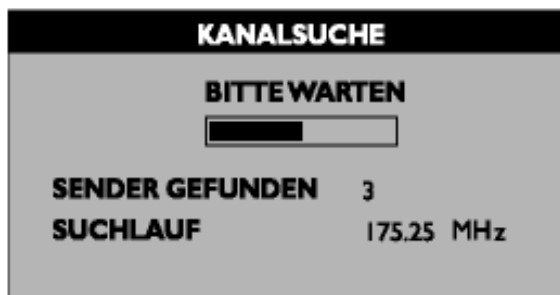 KANALSUCHE
BITTE WARTEN
SENDER GEFUNDEN 3
SUCHLAUF 175.25 MHz